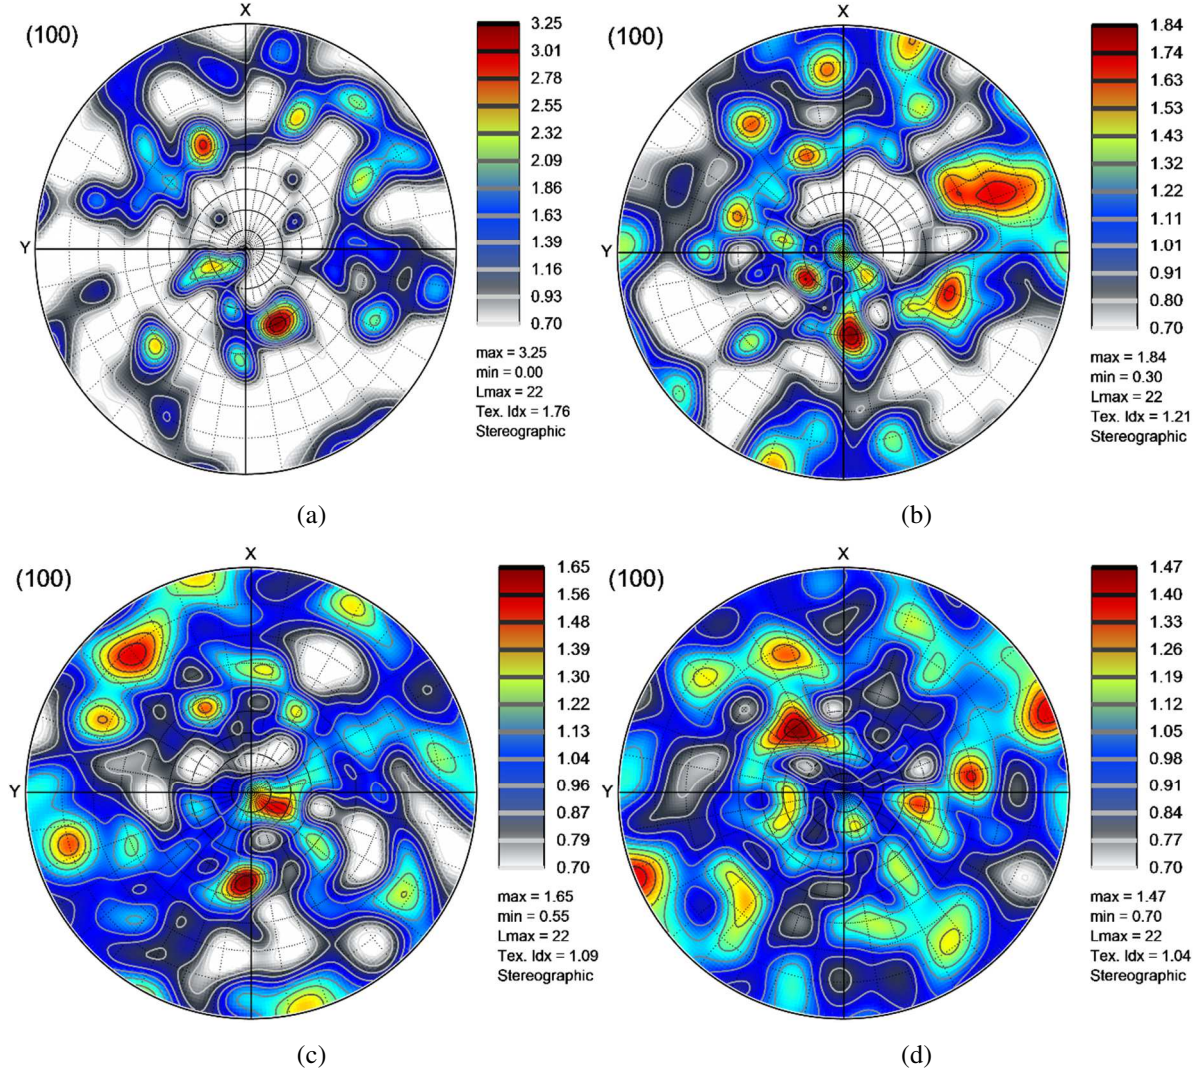 X
(100)
Y
3.25
3.01
2.78
2.55
2.32
2.09
1.86
1.63
1.39
1.16
0.93
0.70
max = 3.25
min = 0.00
Lmax = 22
Tex. Idx = 1.76
Stereographic
(a)
X
(100)
Y
1.84
1.74
1.63
1.53
1.43
1.32
1.22
1.11
1.01
0.91
0.80
0.70
max = 1.84
min = 0.30
Lmax = 22
Tex. Idx = 1.21
Stereographic
(b)
X
(100)
Y
1.65
1.56
1.48
1.39
1.30
1.22
1.13
1.04
0.96
0.87
0.79
0.70
max = 1.65
min = 0.55
Lmax = 22
Tex. Idx = 1.09
Stereographic
(c)
X
(100)
Y
1.47
1.40
1.33
1.26
1.19
1.12
1.05
0.98
0.91
0.84
0.77
0.70
max = 1.47
min = 0.70
Lmax = 22
Tex. Idx = 1.04
Stereographic
(d)